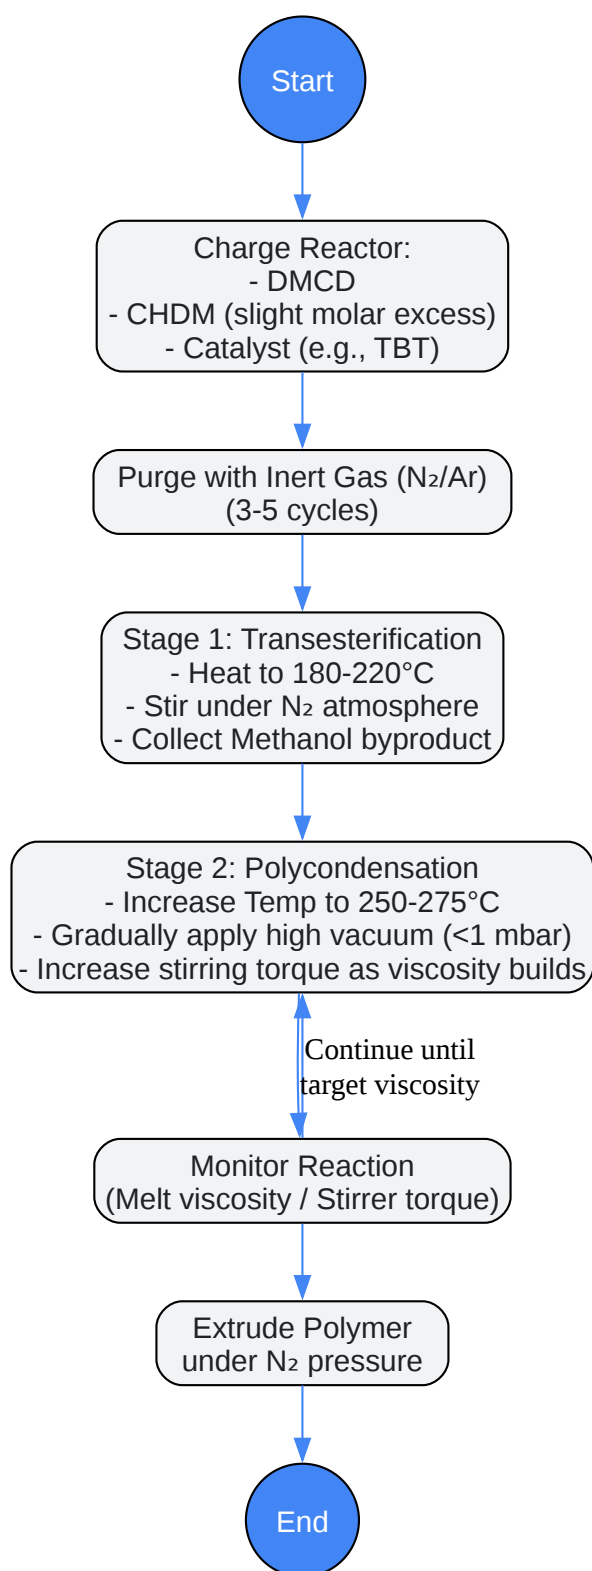 Start
Charge Reactor:
- DMCD
- CHDM (slight molar excess)
- Catalyst (e.g., TBT)
Purge with Inert Gas (N₂/Ar)
(3-5 cycles)
Stage 1: Transesterification
- Heat to 180-220°C
- Stir under N₂ atmosphere
- Collect Methanol byproduct
Stage 2: Polycondensation
- Increase Temp to 250-275°C
- Gradually apply high vacuum (<1 mbar)
- Increase stirring torque as viscosity builds
Continue until
target viscosity
Monitor Reaction
(Melt viscosity / Stirrer torque)
Extrude Polymer
under N₂ pressure
End